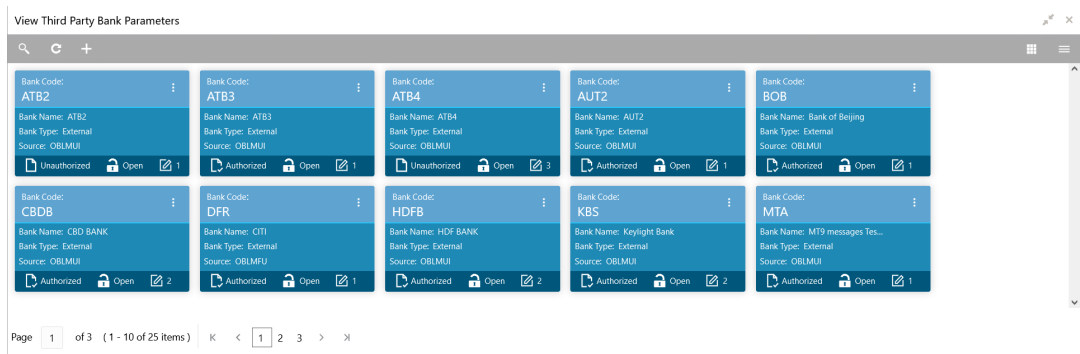 View Third Party Bank Parameters
Bank Code:
ATB2
Bank Name: ATB2
Bank Type: External
Source: OBLMUI
Unauthorized Open 1
Bank Code:
ATB3
Bank Name: ATB3
Bank Type: External
Source: OBLMUI
Authorized Open 1
Bank Code:
ATB4
Bank Name: ATB4
Bank Type: External
Source: OBLMUI
Unauthorized Open 3
Bank Code:
AUT2
Bank Name: AUT2
Bank Type: External
Source: OBLMUI
Authorized Open 1
Bank Code:
BOB
Bank Name: Bank of Beijing
Bank Type: External
Source: OBLMUI
Authorized Open 1
Bank Code:
CBDB
Bank Name: CBD BANK
Bank Type: External
Source: OBLMUI
Authorized Open 2
Bank Code:
DFR
Bank Name: CITI
Bank Type: External
Source: OBLMFU
Authorized Open 1
Bank Code:
HDFB
Bank Name: HDF BANK
Bank Type: External
Source: OBLMUI
Authorized Open 2
Bank Code:
KBS
Bank Name: Keylight Bank
Bank Type: External
Source: OBLMUI
Authorized Open 2
Bank Code:
MTA
Bank Name: MT9 messages Tes...
Bank Type: External
Source: OBLMUI
Authorized Open 1
Page 1 of 3 ( 1 - 10 of 25 items ) 1 2 3